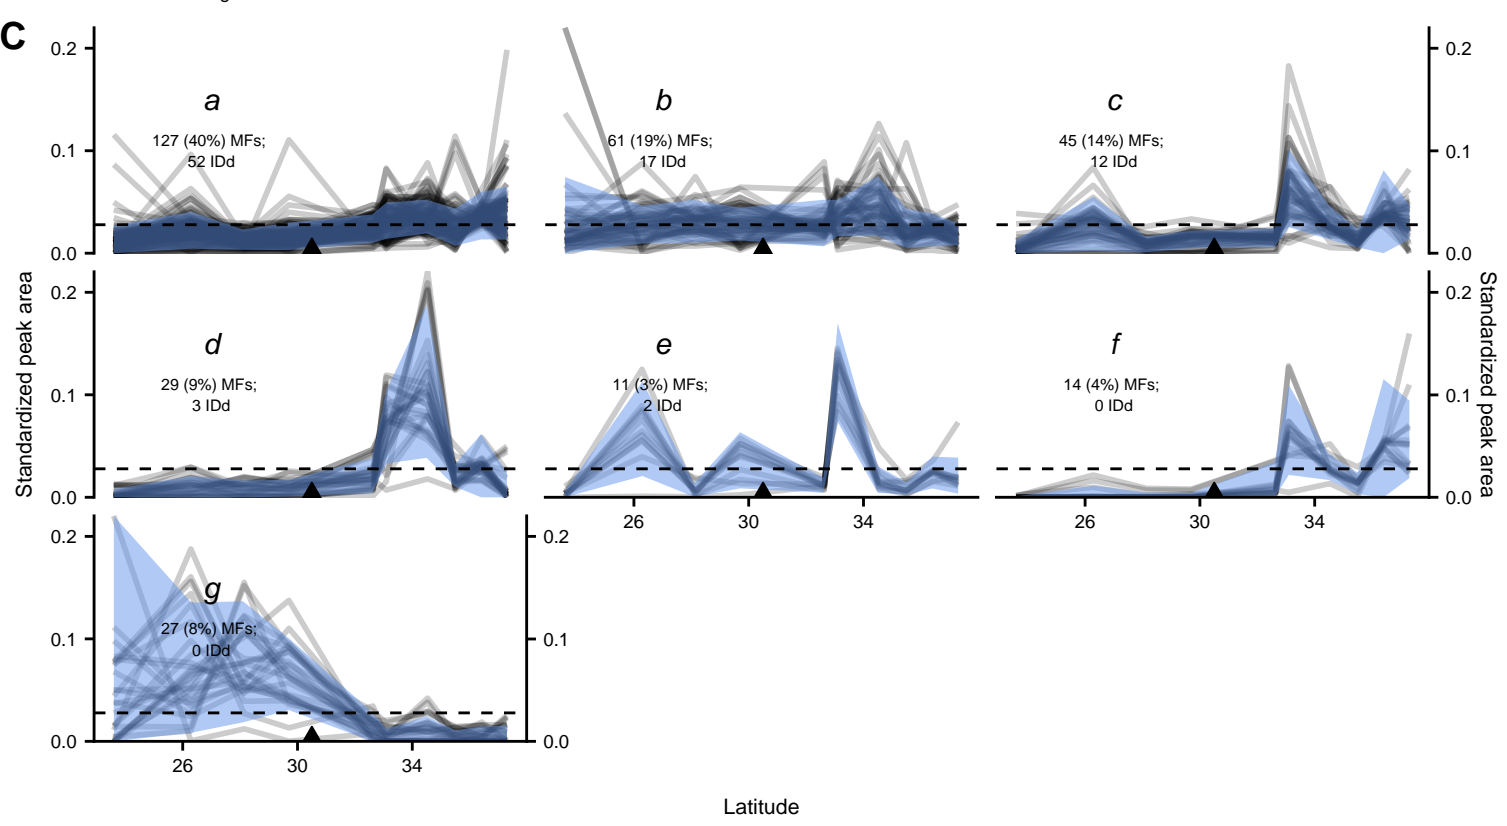 C
0.2
0.1
0.0
a
127 (40%) MFs;
52 IDd
b
61 (19%) MFs;
17 IDd
c
45 (14%) MFs;
12 IDd
0.2
0.1
0.0
Standardized peak area
0.2
0.1
0.0
d
29 (9%) MFs;
3 IDd
e
11 (3%) MFs;
2 IDd
26 30 34
f
14 (4%) MFs;
0 IDd
26 30 34
0.2
0.1
0.0
Standardized peak area
0.2
0.1
0.0
g
27 (8%) MFs;
0 IDd
26 30 34
0.2
0.1
0.0
Latitude